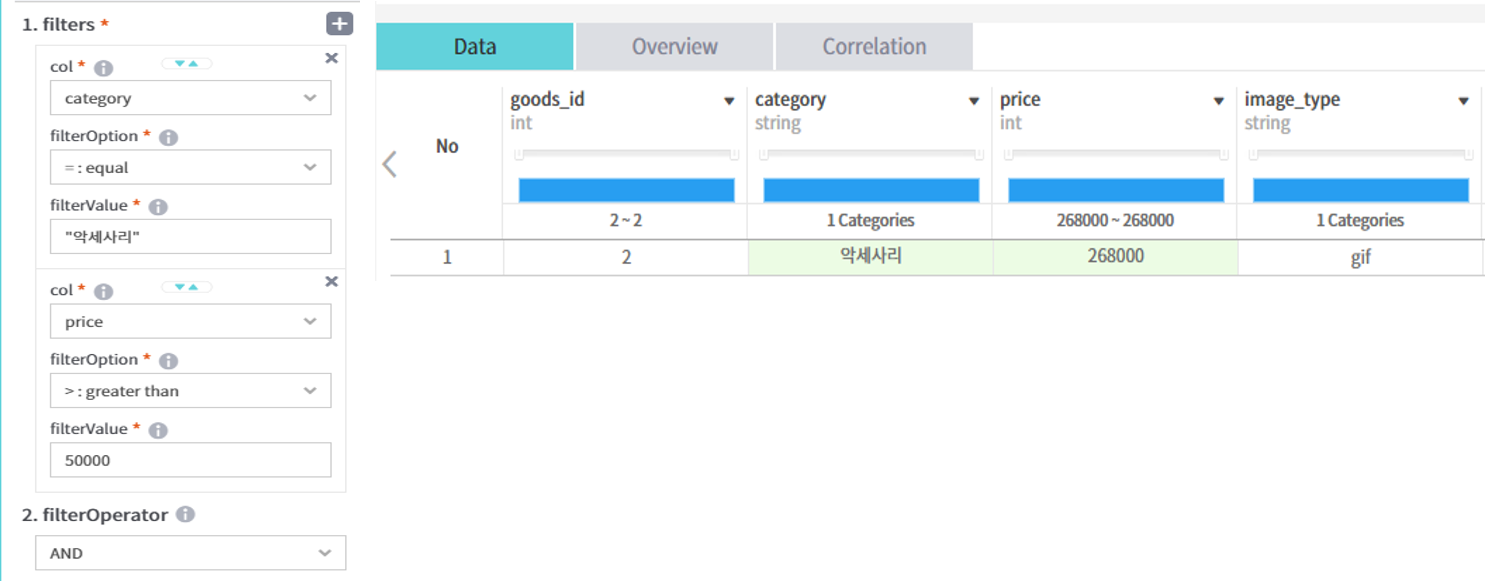 1. filters *
col *
category
filterOption *
= : equal
filterValue *
"악세사리"
col *
price
filterOption *
> : greater than
filterValue *
50000
2. filterOperator
AND
Data Overview Correlation
No
goods_id category price image_type
int string int string
2 ~ 2 1 Categories 268000 ~ 268000 1 Categories
1 2 악세사리 268000 gif